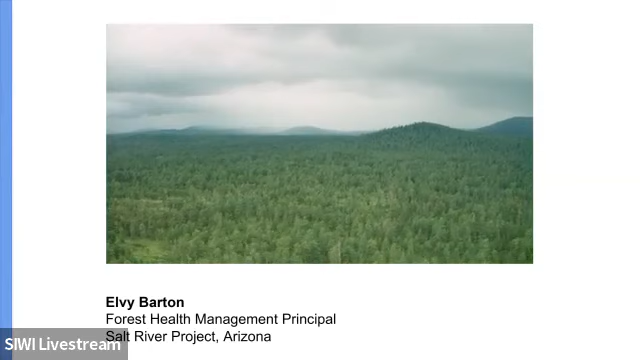 Elvy Barton
Forest Health Management Principal
Salt River Project, Arizona
SIWI Livestream